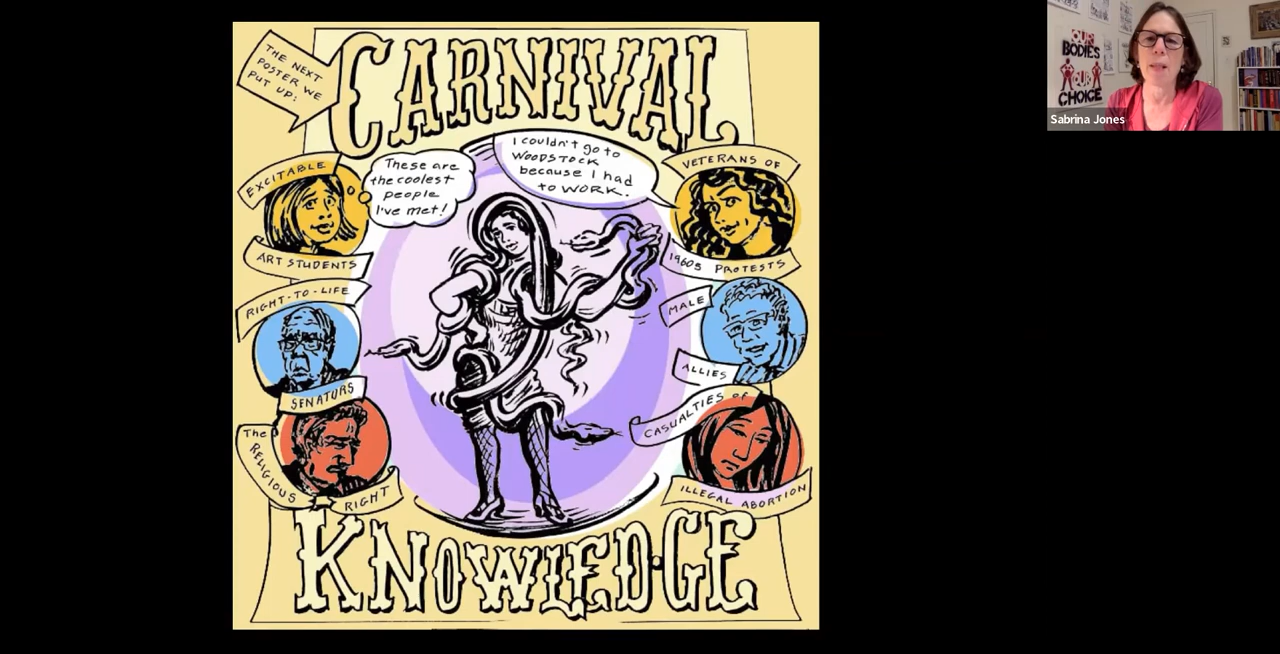 THE NEXT
POSTER WE
PUT UP:
CARNIVAL
EXCITABLE
ART STUDENTS
These are
the coolest
people
I've met!
I couldn't go to
WOODSTOCK
because I had
to WORK.
VETERANS OF
1960s PROTESTS
RIGHT-TO-LIFE
SENATORS
MALE
ALLIES
The
RELIGIOUS
RIGHT
CASUALTIES of
ILLEGAL ABORTION
KNOWLEDGE
OUR
BODIES
OUR
CHOICE
Sabrina Jones